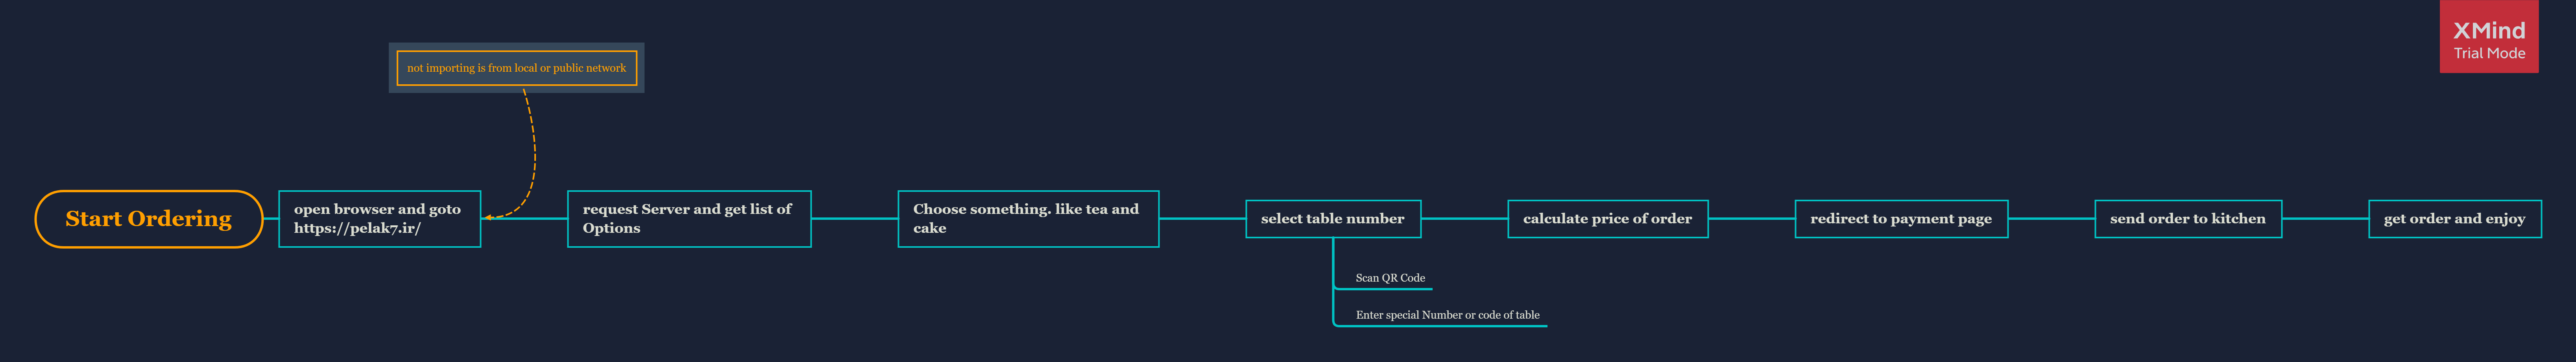 XMind
Trial Mode
not importing is from local or public network
Start Ordering
open browser and goto
https://pelak7.ir/
request Server and get list of
Options
Choose something. like tea and
cake
select table number
calculate price of order
redirect to payment page
send order to kitchen
get order and enjoy
Scan QR Code
Enter special Number or code of table